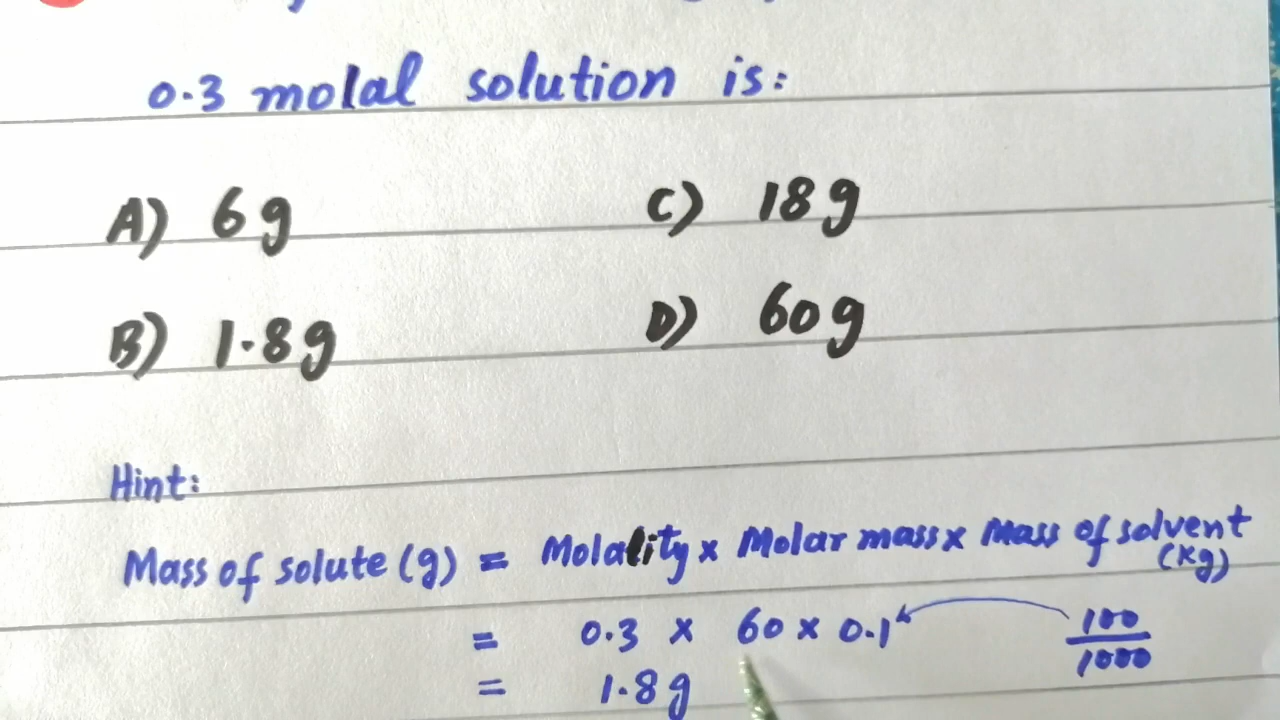 0.3 molal solution is:
A) 6g
C) 18g
B) 1.8g
D) 60g
Hint:
Mass of solute (g) = Molality x Molar mass x Mass of solvent (Kg)
= 0.3 x 60 x 0.1 100/1000
= 1.8g